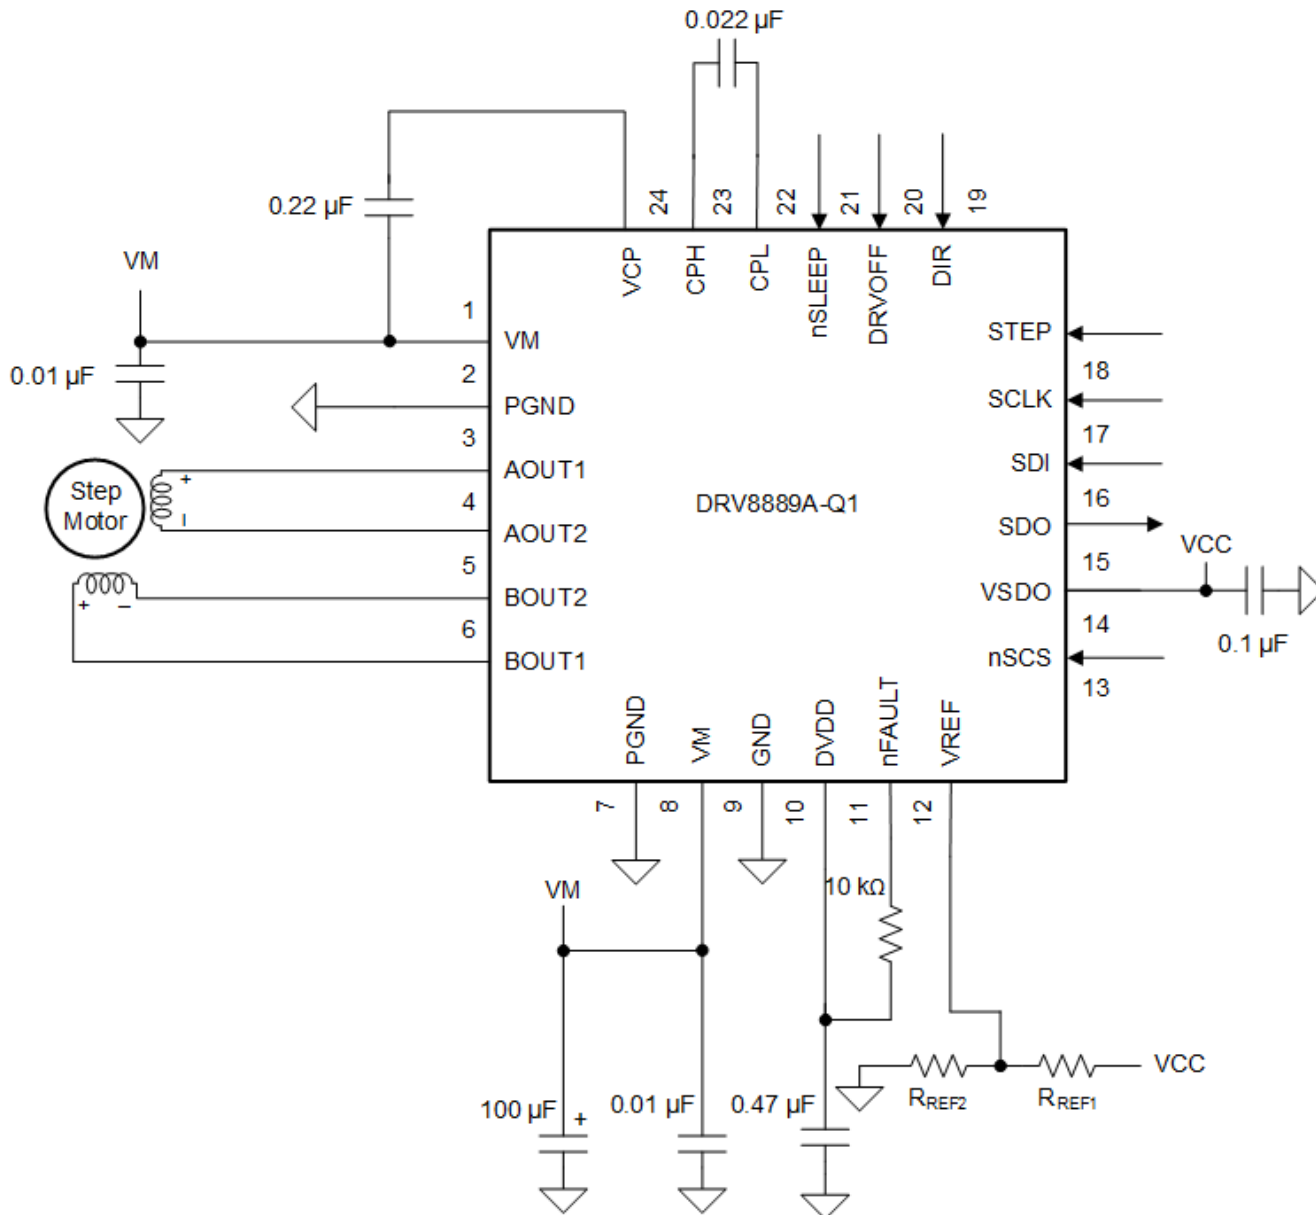 0.022 µF
0.22 µF
24
23
22
21
20
19
VCP
CPH
CPL
nSLEEP
DRVOFF
DIR
VM
0.01 µF
1
VM
2
PGND
3
AOUT1
4
AOUT2
5
BOUT2
6
BOUT1
Step
Motor
+
–
+
–
DRV8889A-Q1
STEP
18
SCLK
17
SDI
16
SDO
15
VSDO
14
nSCS
13
VCC
0.1 µF
PGND
VM
GND
DVDD
nFAULT
VREF
7
8
9
10
11
12
VM
10 kΩ
100 µF
+
0.01 µF
0.47 µF
RREF2
RREF1
VCC